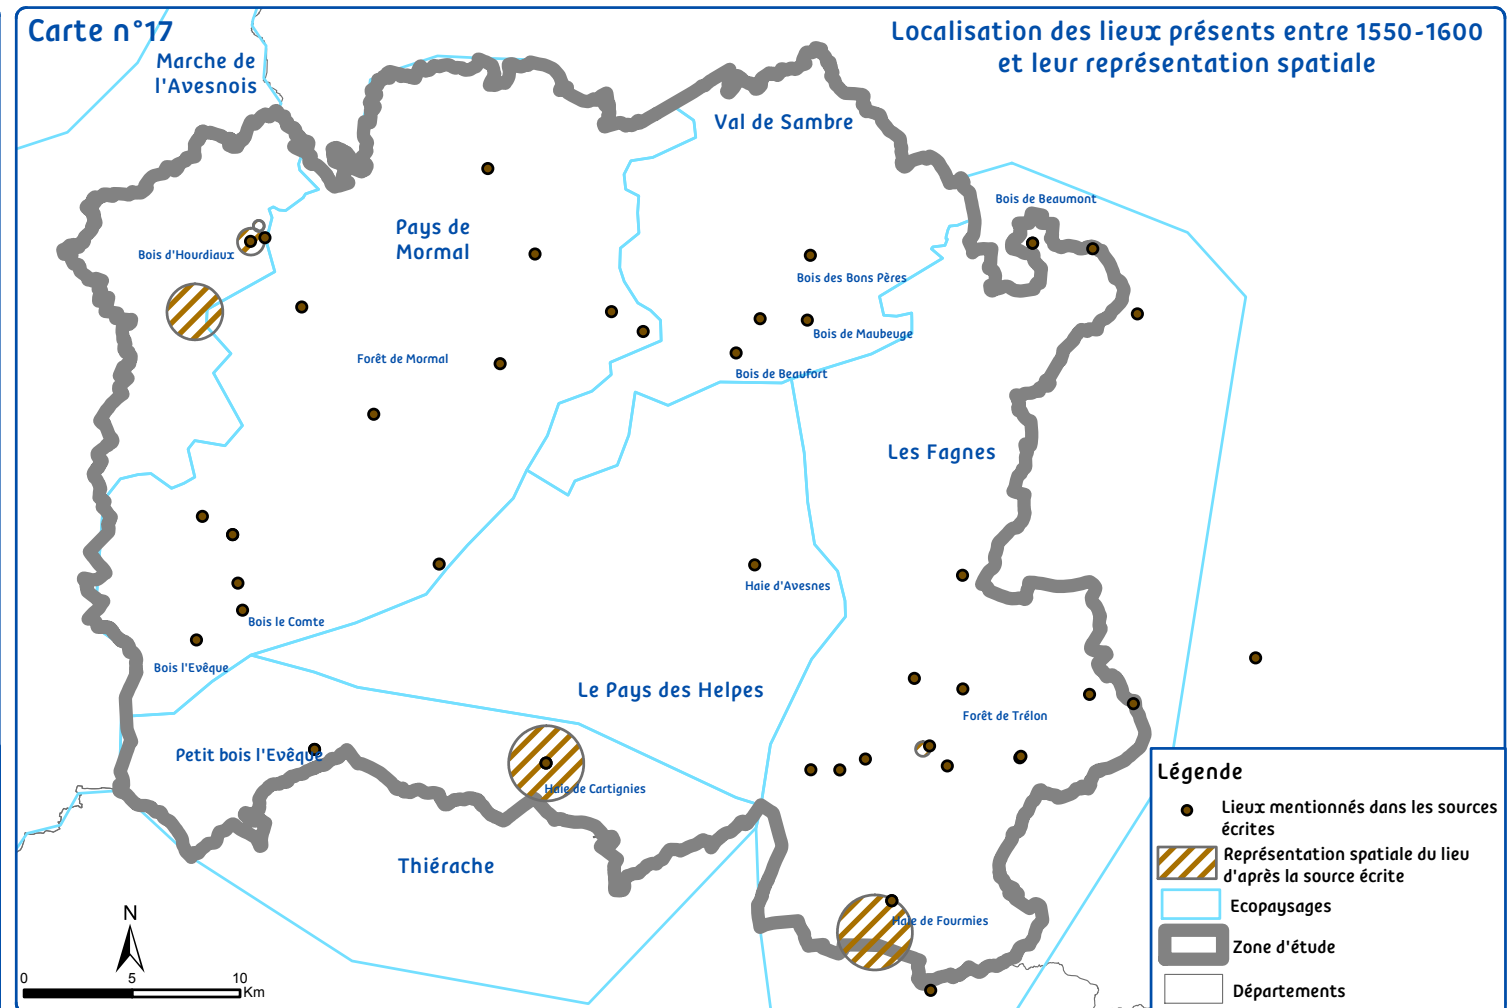 Carte n°17
Localisation des lieux présents entre 1550-1600
et leur représentation spatiale
Marche de
l'Avesnois
Val de Sambre
Bois de Beaumont
Pays de
Mormal
Bois d'Hourdiaux
Bois des Bons Pères
Bois de Maubeuge
Forêt de Mormal
Bois de Beaufort
Les Fagnes
Haie d'Avesnes
Bois le Comte
Bois l'Evêque
Le Pays des Helpes
Forêt de Trélon
Petit bois l'Evêque
Haie de Cartignies
Thiérache
Haie de Fourmies
N
0 5 10
Km
Légende
Lieux mentionnés dans les sources
écrites
Représentation spatiale du lieu
d'après la source écrite
Ecopaysages
Zone d'étude
Départements